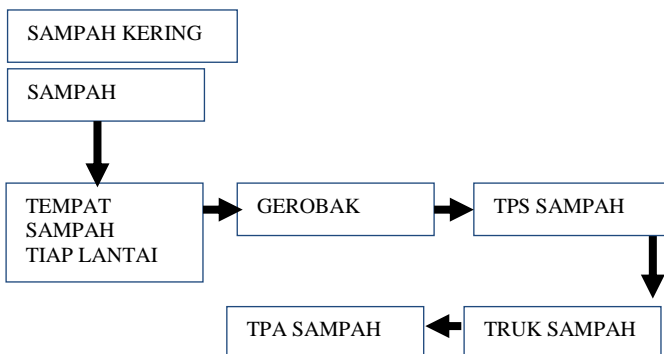 SAMPAH KERING
SAMPAH
TEMPAT
SAMPAH
TIAP LANTAI
GEROBAK
TPS SAMPAH
TPA SAMPAH
TRUK SAMPAH